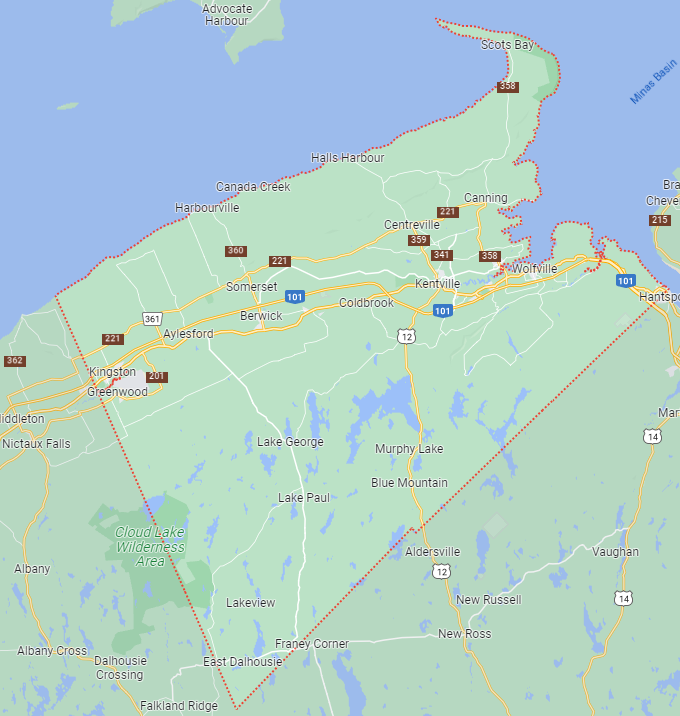 Advocate
Harbour
Scots Bay
Minas Basin
358
Halls Harbour
Canada Creek
Canning
Harbourville
221
Centreville
215
359
360
341
358
221
Wolfville
101
Somerset
101
Kentville
Coldbrook
101
Berwick
361
Aylesford
12
221
362
Kingston
201
Greenwood
Nictaux Falls
14
Lake George
Murphy Lake
Blue Mountain
Lake Paul
Cloud Lake
Wilderness
Area
Aldersville
Vaughan
Albany
12
Lakeview
New Russell
14
New Ross
Franey Corner
Albany Cross
Dalhousie
Crossing
East Dalhousie
Falkland Ridge